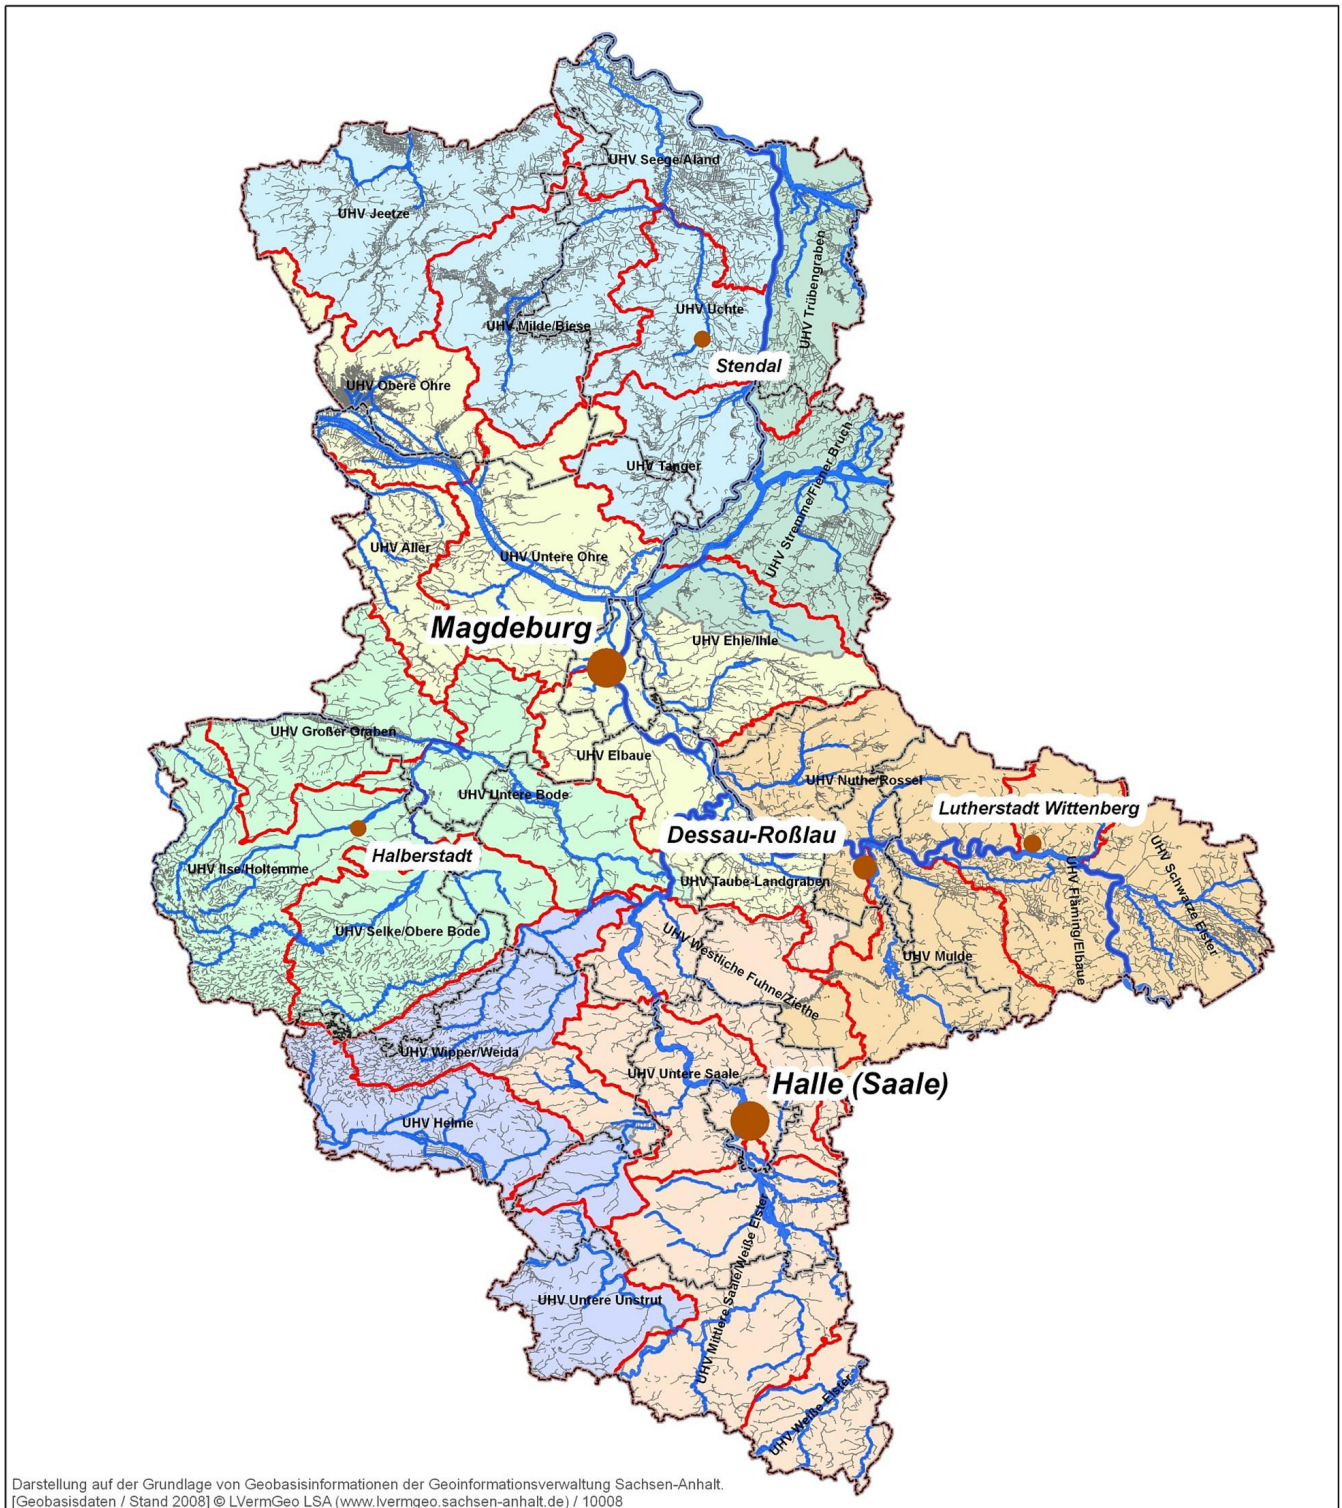 UHV Seege/Aland
UHV Jeetze
UHV Trübengraben
UHV Uchte
UHV Milde/Biese
Stendal
UHV Obere Ohre
UHV Tanger
UHV Stremme/Fiener Bruch
UHV Aller
UHV Untere Ohre
Magdeburg
UHV Ehle/Ihle
UHV Großer Graben
UHV Elbaue
UHV Nuthe/Rossel
UHV Untere Bode
Lutherstadt Wittenberg
Dessau-Roßlau
Halberstadt
UHV Ilse/Holtemme
UHV Taube-Landgraben
UHV Fläming/Elbaue
UHV Schwarze Elster
UHV Selke/Obere Bode
UHV Westliche Fuhne/Ziethe
UHV Mulde
UHV Wipper/Weida
UHV Untere Saale
Halle (Saale)
UHV Helme
UHV Mittlere Saale/Weiße Elster
UHV Untere Unstrut
UHV Weiße Elster
Darstellung auf der Grundlage von Geobasisinformationen der Geoinformationsverwaltung Sachsen-Anhalt.
[Geobasisdaten / Stand 2008] © LVermGeo LSA (www.lvermgeo.sachsen-anhalt.de) / 10008